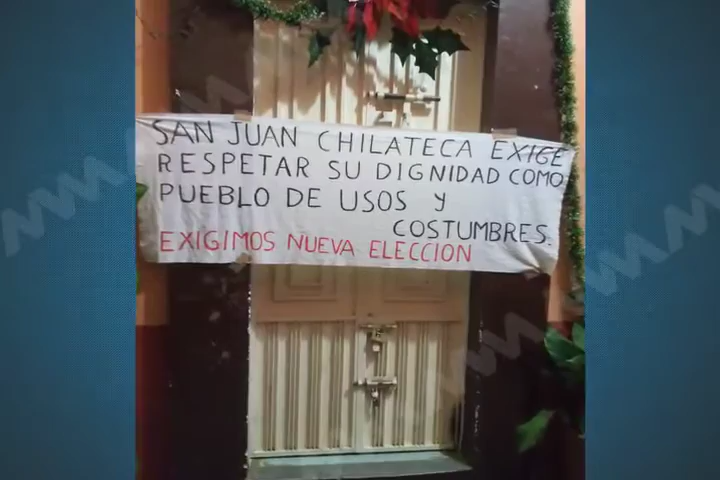 SAN JUAN CHILATECA EXIGE
RESPETAR SU DIGNIDAD COMO
PUEBLO DE USOS Y
COSTUMBRES.
EXIGIMOS NUEVA ELECCION